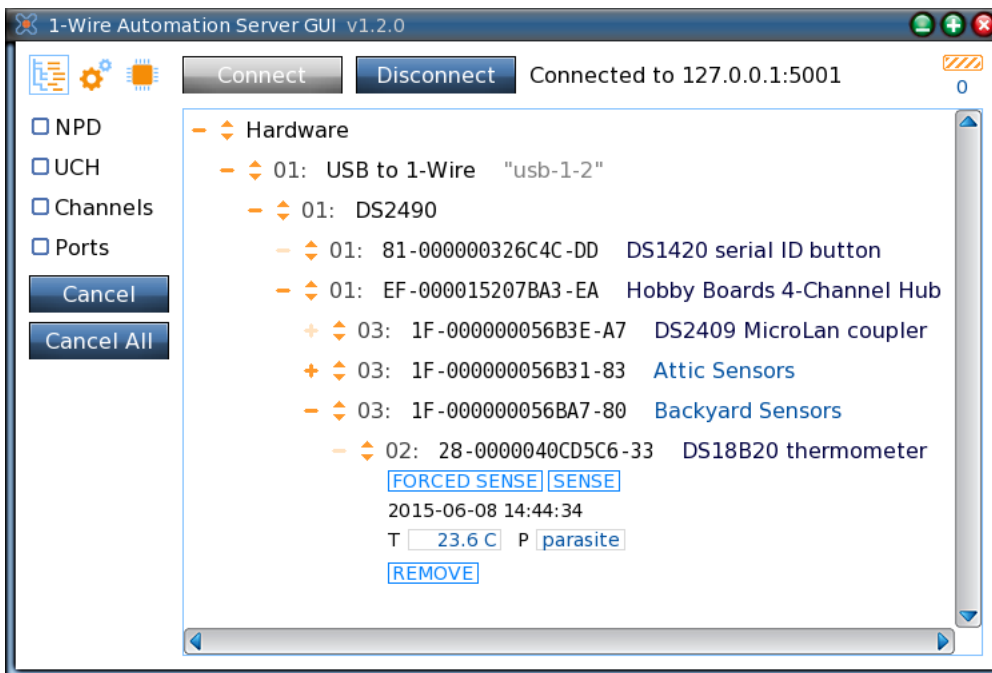 1-Wire Automation Server GUI v1.2.0
Connect Disconnect Connected to 127.0.0.1:5001
0
NPD
UCH
Channels
Ports
Cancel
Cancel All
Hardware
01: USB to 1-Wire "usb-1-2"
01: DS2490
01: 81-000000326C4C-DD DS1420 serial ID button
01: EF-000015207BA3-EA Hobby Boards 4-Channel Hub
03: 1F-000000056B3E-A7 DS2409 MicroLan coupler
03: 1F-000000056B31-83 Attic Sensors
03: 1F-000000056BA7-80 Backyard Sensors
02: 28-0000040CD5C6-33 DS18B20 thermometer
FORCED SENSE SENSE
2015-06-08 14:44:34
T 23.6 C P parasite
REMOVE